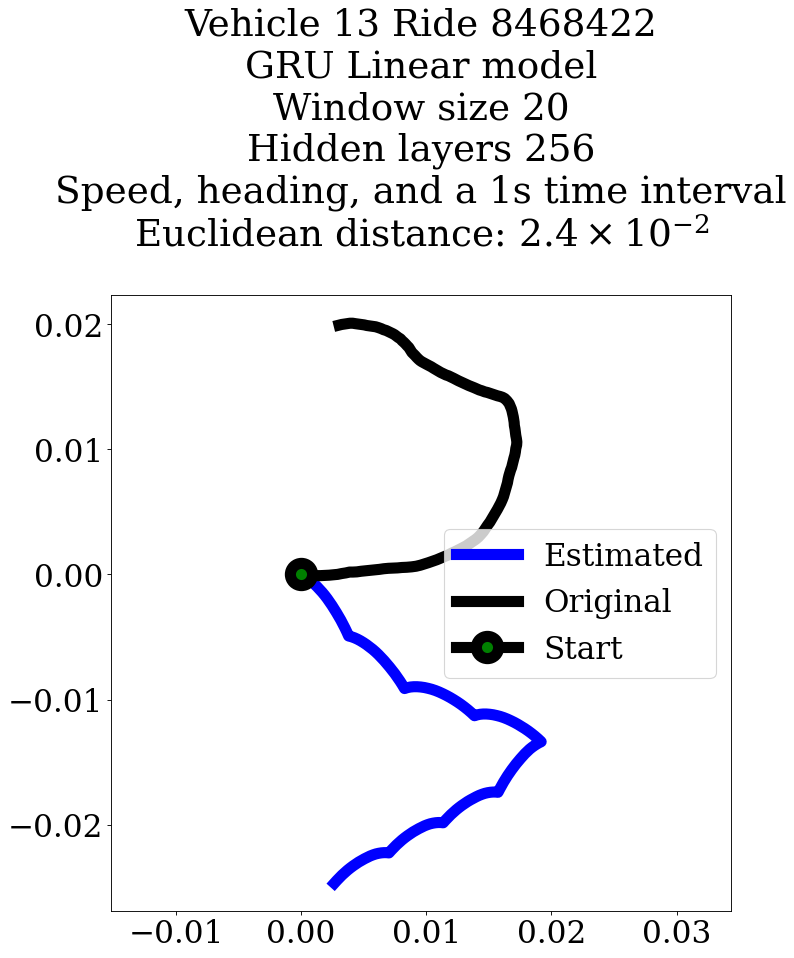 Vehicle 13 Ride 8468422
GRU Linear model
Window size 20
Hidden layers 256
Speed, heading, and a 1s time interval
Euclidean distance: 2.4 × 10⁻²
0.02
0.01
0.00
−0.01
−0.02
Estimated
Original
Start
−0.01 0.00 0.01 0.02 0.03